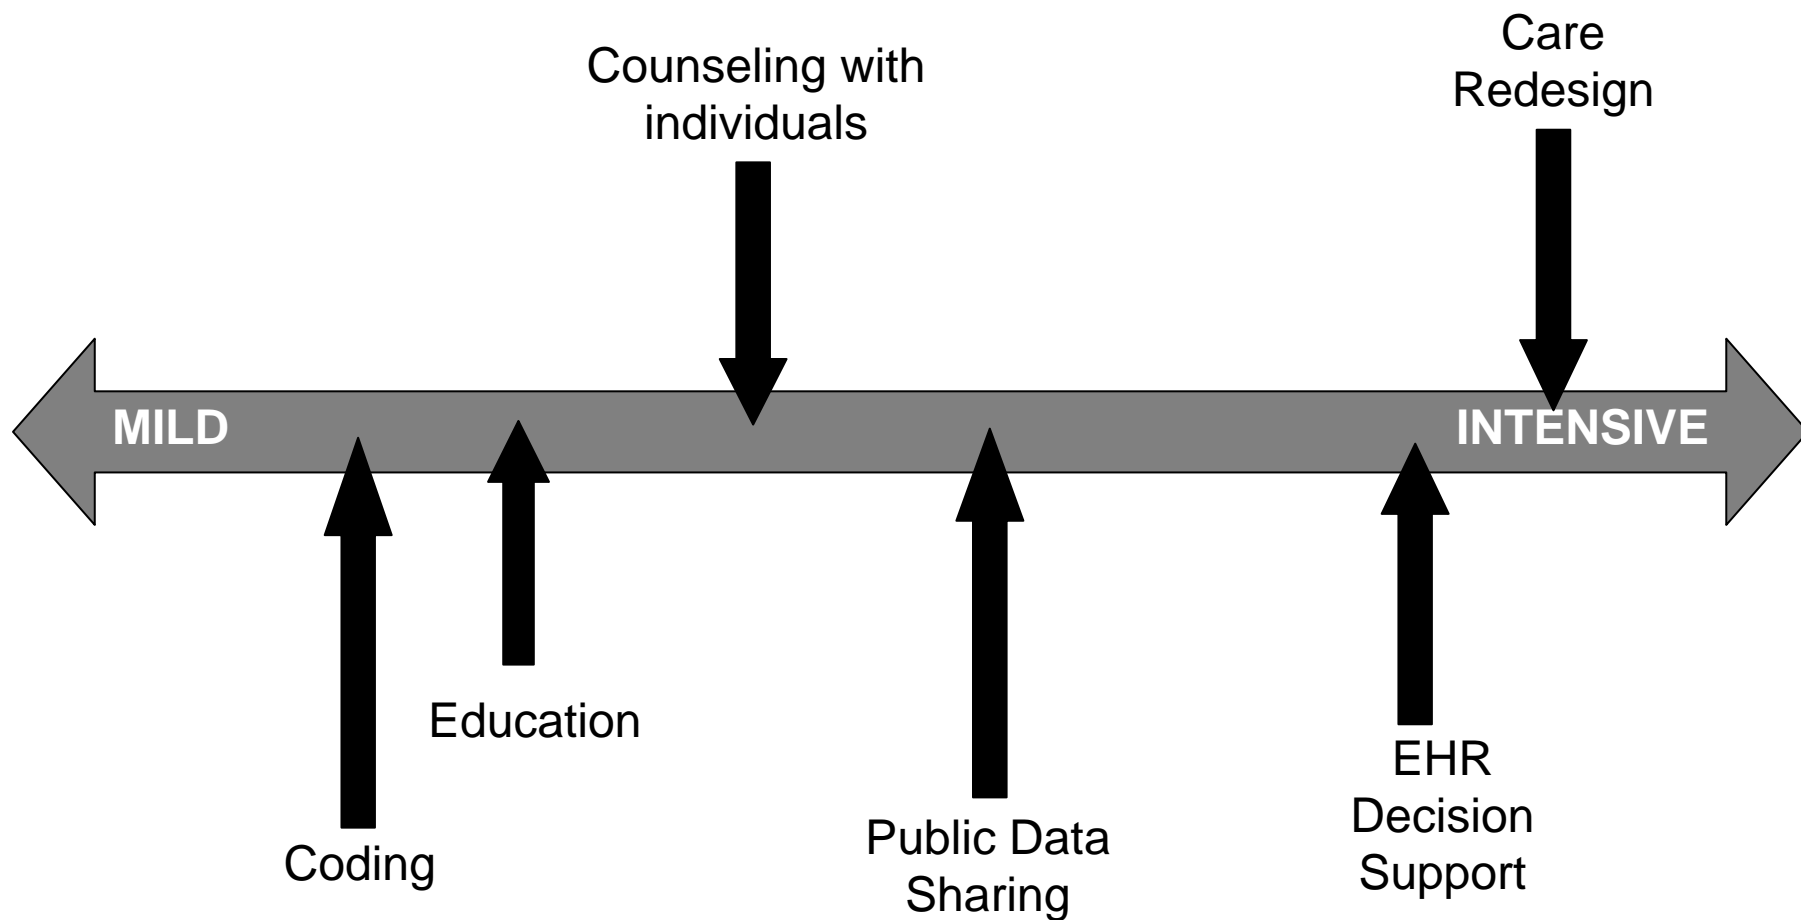 Care
Redesign
Counseling with
individuals
MILD
INTENSIVE
Education
EHR
Decision
Support
Public Data
Sharing
Coding